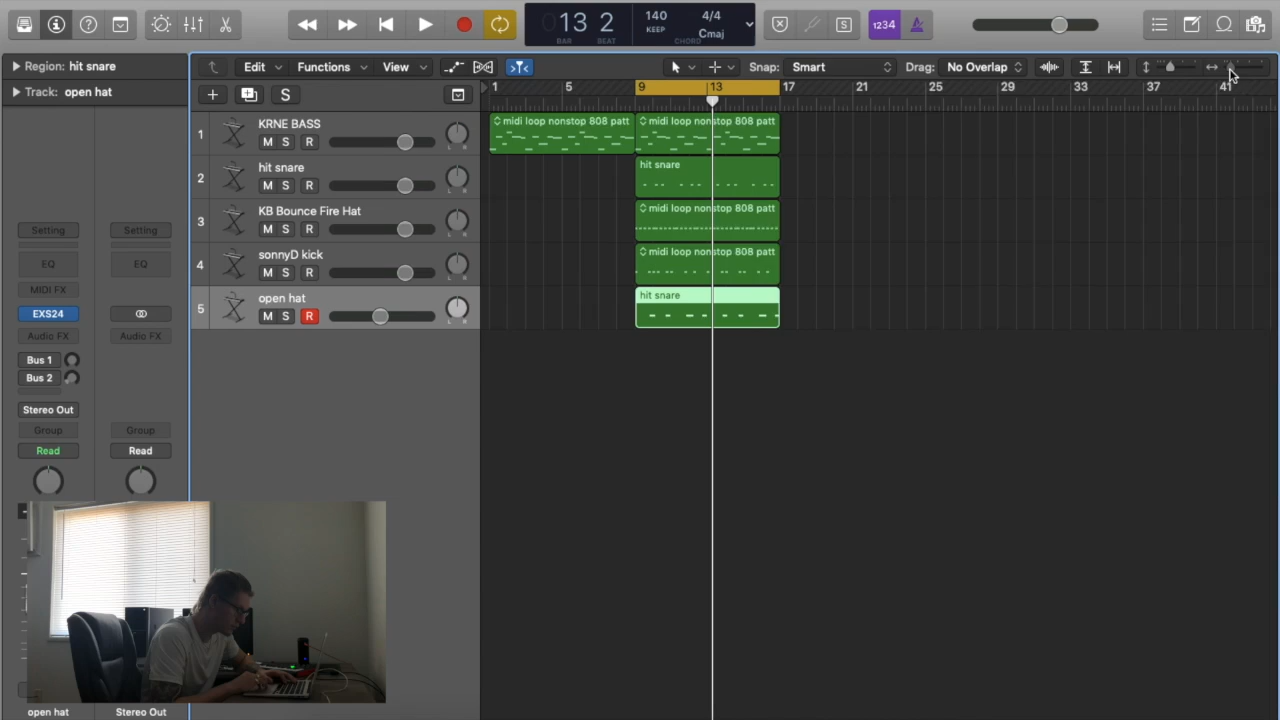 13 2
BAR BEAT
140
KEEP
4/4
Cmaj
CHORD
S
1234
Region: hit snare
Track: open hat
Edit Functions View Snap: Smart Drag: No Overlap
S
1 5 9 13 17 21 25 29 33 37 41
1 KRNE BASS
M S R
L R
midi loop nonstop 808 patt midi loop nonstop 808 patt
2 hit snare
M S R
L R
hit snare
3 KB Bounce Fire Hat
M S R
L R
midi loop nonstop 808 patt
4 sonnyD kick
M S R
L R
midi loop nonstop 808 patt
5 open hat
M S R
L R
hit snare
Setting Setting
EQ EQ
MIDI FX
EXS24
Audio FX Audio FX
Bus 1
Bus 2
Stereo Out
Group Group
Read Read
open hat Stereo Out